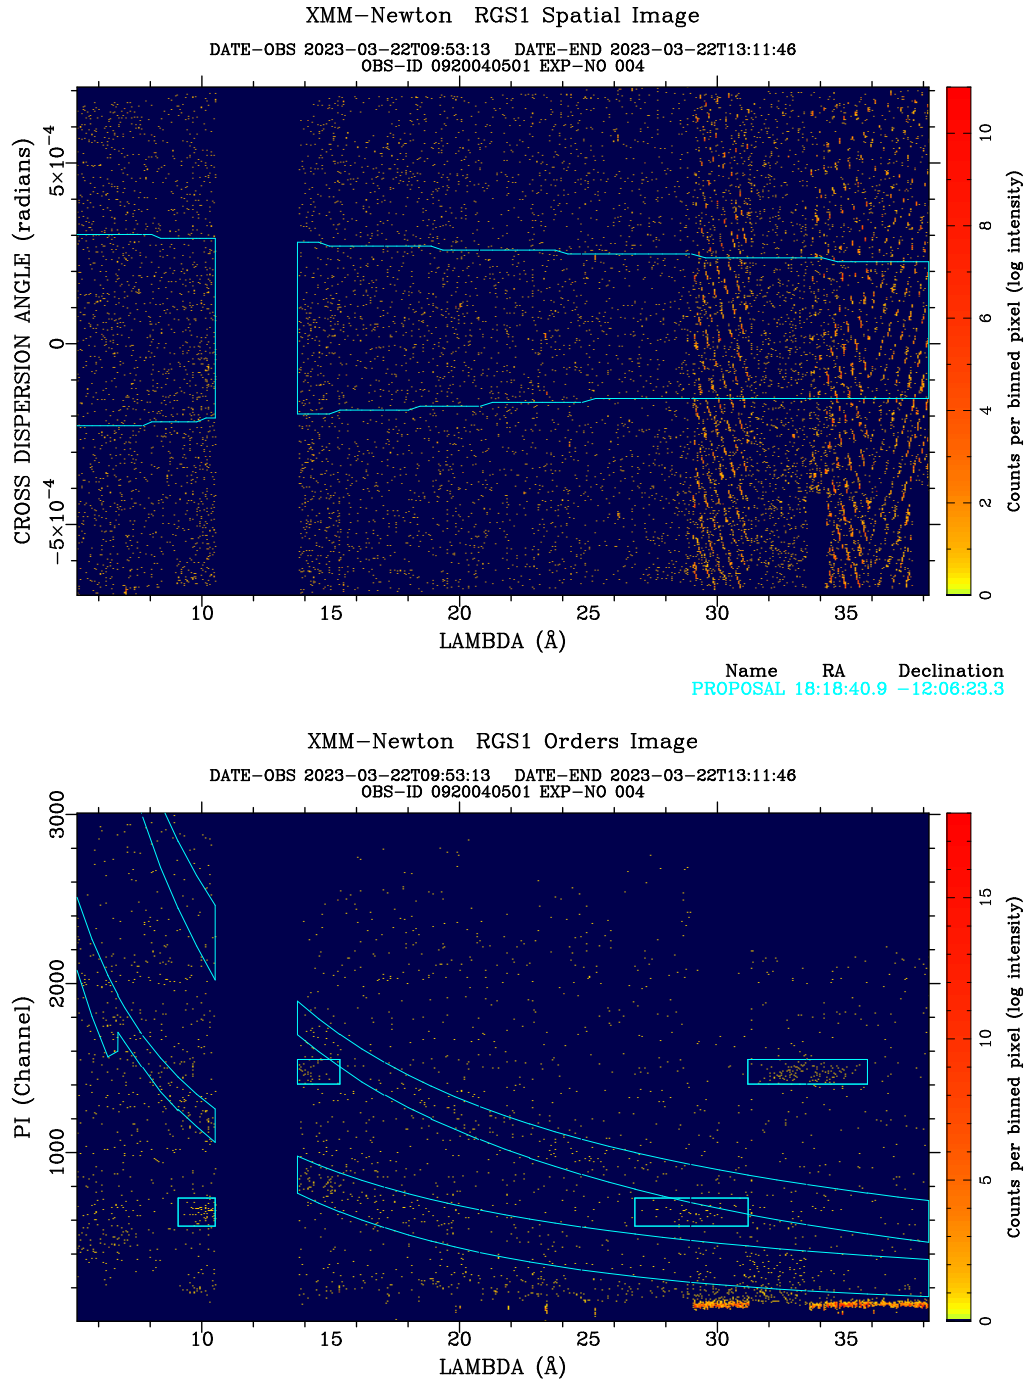 XMM-Newton RGS1 Spatial Image
DATE-OBS 2023-03-22T09:53:13 DATE-END 2023-03-22T13:11:46
OBS-ID 0920040501 EXP-NO 004
CROSS DISPERSION ANGLE (radians)
5×10⁻⁴
0
−5×10⁻⁴
10 15 20 25 30 35
LAMBDA (Å)
0 2 4 6 8 10
Counts per binned pixel (log intensity)
Name RA Declination
PROPOSAL 18:18:40.9 −12:06:23.3
XMM-Newton RGS1 Orders Image
DATE-OBS 2023-03-22T09:53:13 DATE-END 2023-03-22T13:11:46
OBS-ID 0920040501 EXP-NO 004
PI (Channel)
3000
2000
1000
10 15 20 25 30 35
LAMBDA (Å)
0 5 10 15
Counts per binned pixel (log intensity)